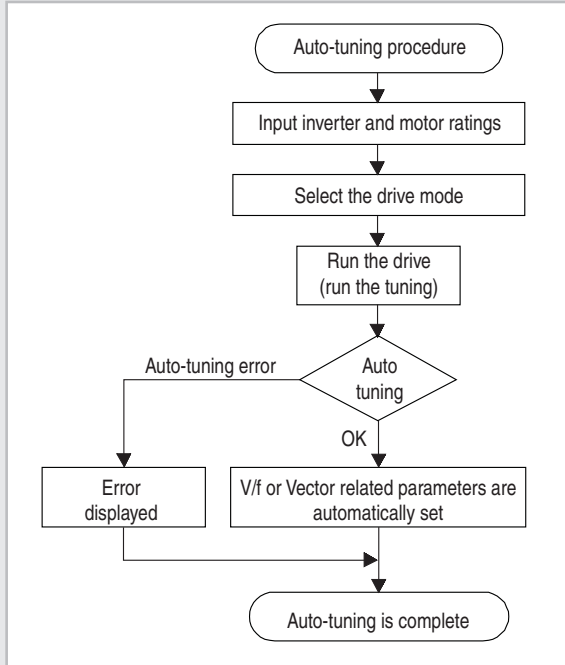 Auto-tuning procedure
Input inverter and motor ratings
Select the drive mode
Run the drive
(run the tuning)
Auto-tuning error
Auto
tuning
OK
Error
displayed
V/f or Vector related parameters are
automatically set
Auto-tuning is complete